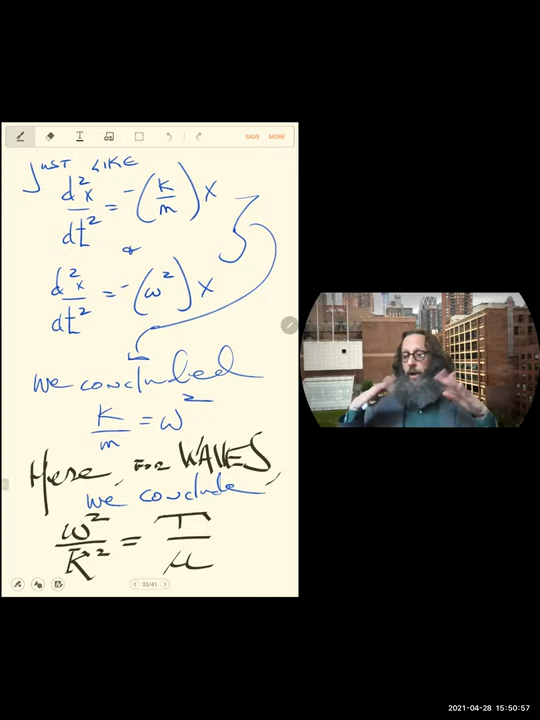 SAVE MORE
JUST LIKE
d²x/dt² = -(k/m) x
or
d²x/dt² = -(ω²) x
we concluded
k/m = ω²
Here, FOR WAVES,
we conclude
ω²/k² = T/μ
33/41
2021-04-28 15:50:57